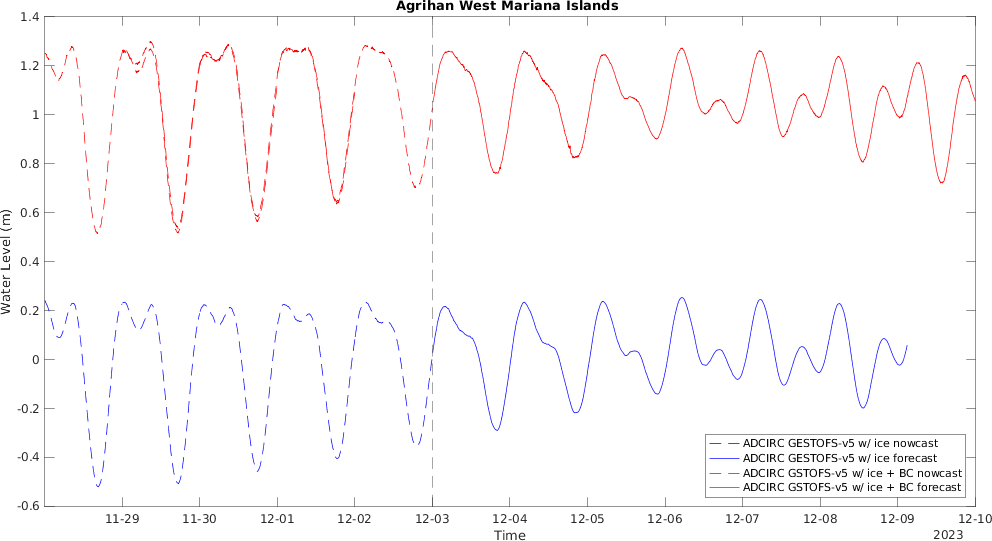 Agrihan West Mariana Islands
1.4
1.2
1
0.8
0.6
0.4
0.2
0
-0.2
-0.4
-0.6
Water Level (m)
ADCIRC GESTOFS-v5 w/ ice nowcast
ADCIRC GESTOFS-v5 w/ ice forecast
ADCIRC GSTOFS-v5 w/ ice + BC nowcast
ADCIRC GSTOFS-v5 w/ ice + BC forecast
11-29 11-30 12-01 12-02 12-03 12-04 12-05 12-06 12-07 12-08 12-09 12-10
Time
2023